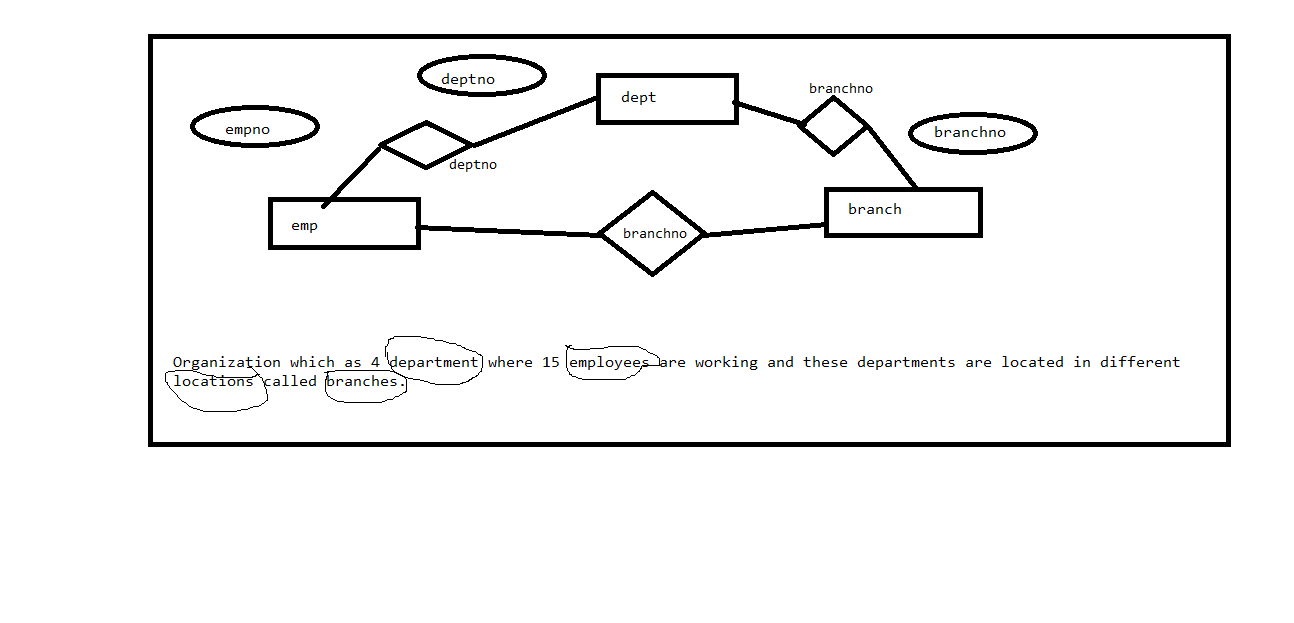 deptno
dept
branchno
empno
branchno
deptno
branch
emp
branchno
Organization which as 4 department where 15 employees are working and these departments are located in different
locations called branches.